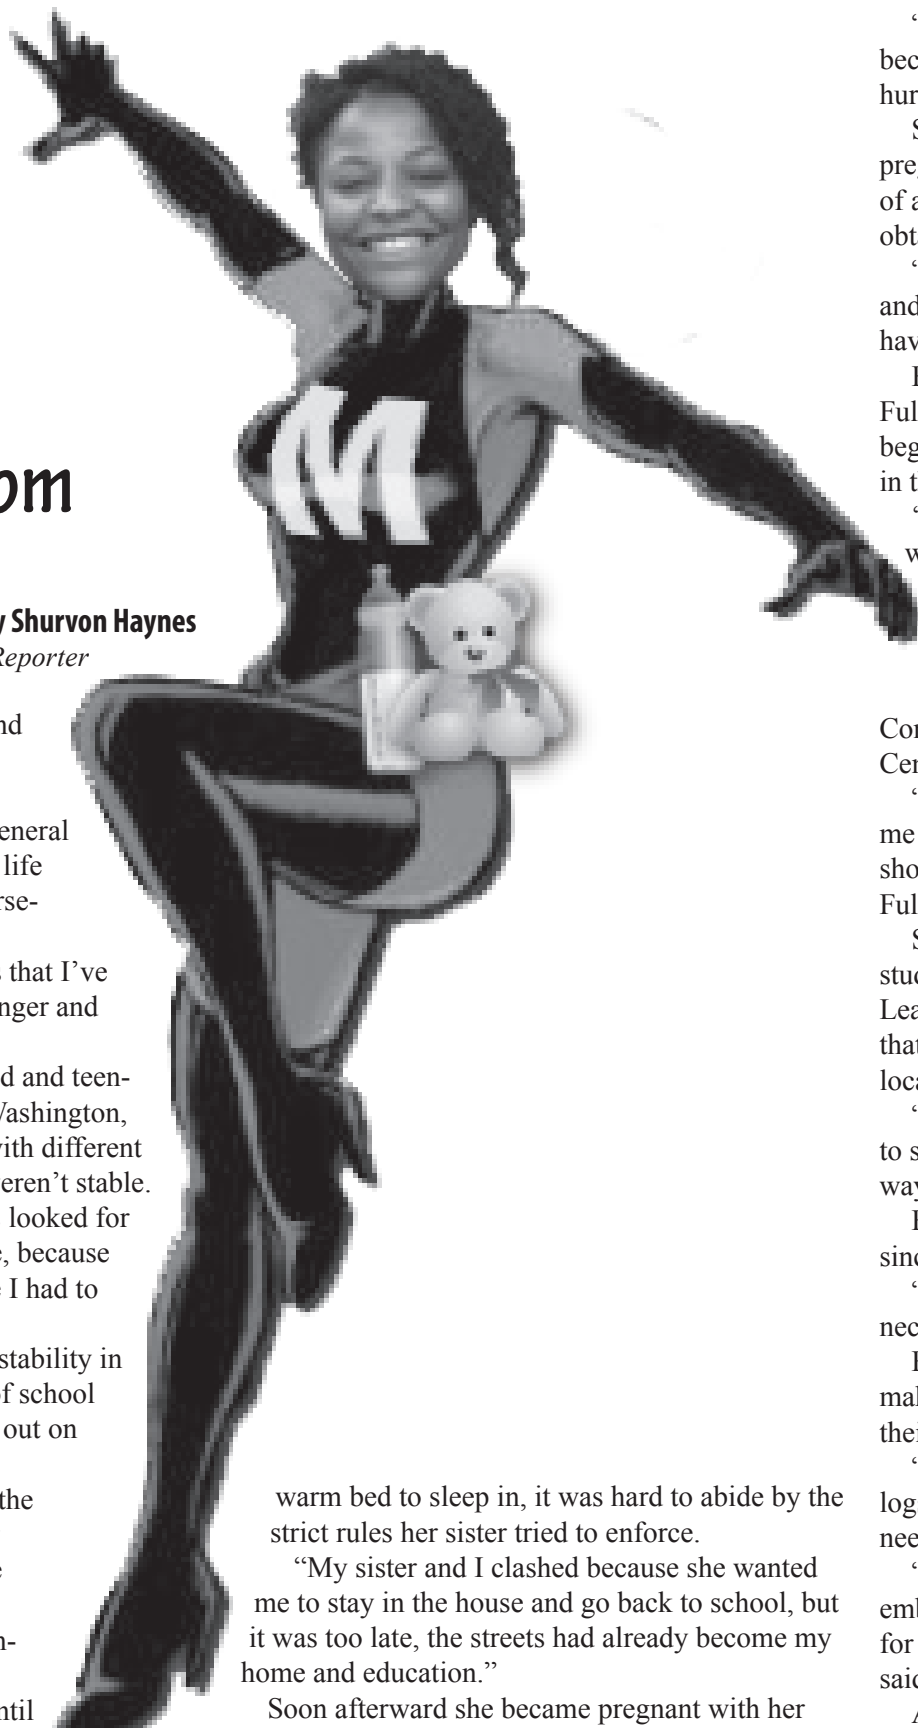 om
y Shurvon Haynes
Reporter
nd
eneral
life
rse-
s that I’ve
nger and
d and teen-
Washington,
with different
eren’t stable.
looked for
e, because
e I had to
stability in
of school
out on
the
e
n-
ntil
M
warm bed to sleep in, it was hard to abide by the
strict rules her sister tried to enforce.
“My sister and I clashed because she wanted
me to stay in the house and go back to school, but
it was too late, the streets had already become my
home and education.”
Soon afterward she became pregnant with her
“
bec
hur
S
preg
of a
obt
“
and
hav
Ful
beg
in t
“
w
Con
Cen
“
me
sho
Ful
S
stud
Lea
that
loca
“
to s
way
sinc
“
nec
mak
thei
“
log
nee
“
emb
for
said
A